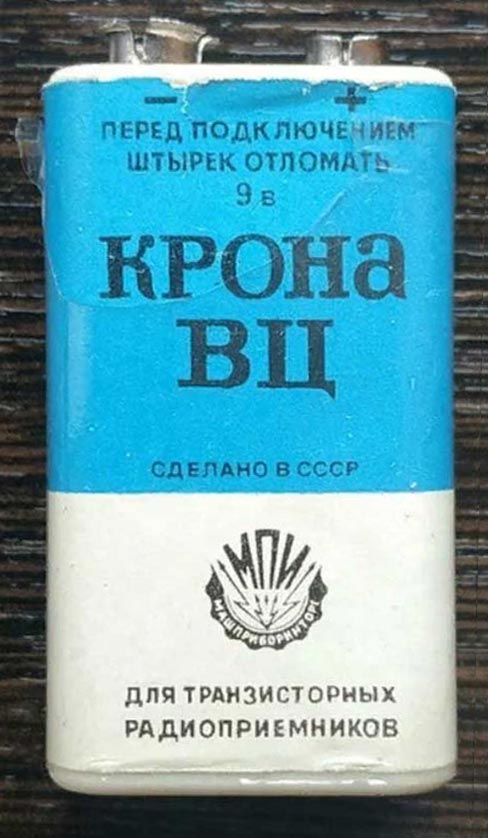 - +
ПЕРЕД ПОДКЛЮЧЕНИЕМ
ШТЫРЕК ОТЛОМАТЬ
9 в
КРОНа
ВЦ
СДЕЛАНО В СССР
МПИ
МАШПРИБОРИНТОРГ
ДЛЯ ТРАНЗИСТОРНЫХ
РАДИОПРИЕМНИКОВ